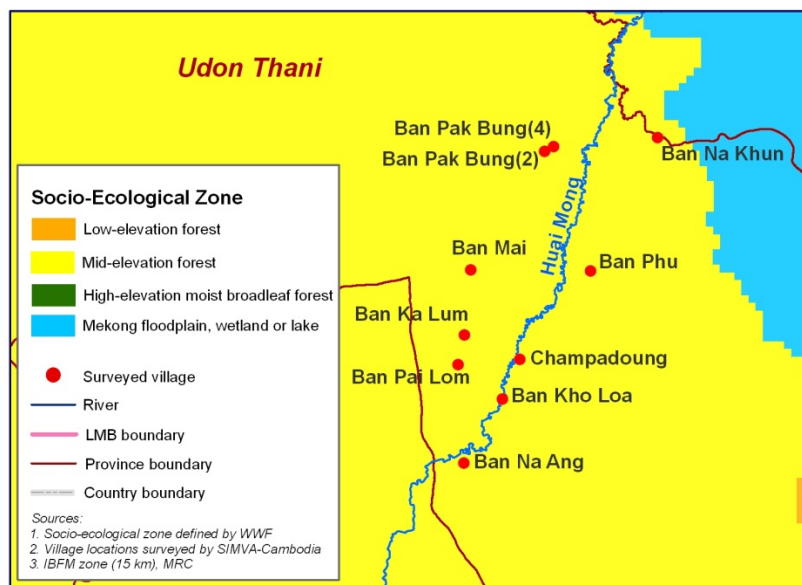 Udon Thani
Ban Pak Bung(4)
Ban Pak Bung(2)
Ban Na Khun
Huai Mong
Ban Mai
Ban Phu
Ban Ka Lum
Champadoung
Ban Pai Lom
Ban Kho Loa
Ban Na Ang
Socio-Ecological Zone
Low-elevation forest
Mid-elevation forest
High-elevation moist broadleaf forest
Mekong floodplain, wetland or lake
Surveyed village
River
LMB boundary
Province boundary
Country boundary
Sources:
1. Socio-ecological zone defined by WWF
2. Village locations surveyed by SIMVA-Cambodia
3. IBFM zone (15 km), MRC